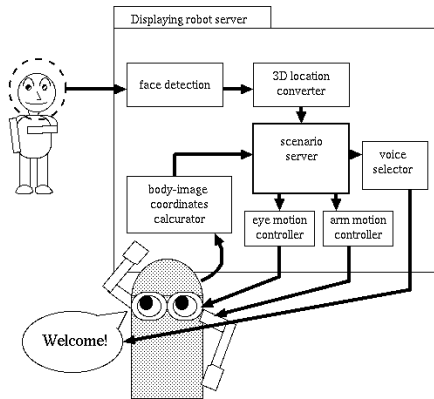 Displaying robot server
face detection
3D location
converter
scenario
server
voice
selector
body-image
coordinates
calcurator
eye motion
controller
arm motion
controller
Welcome!